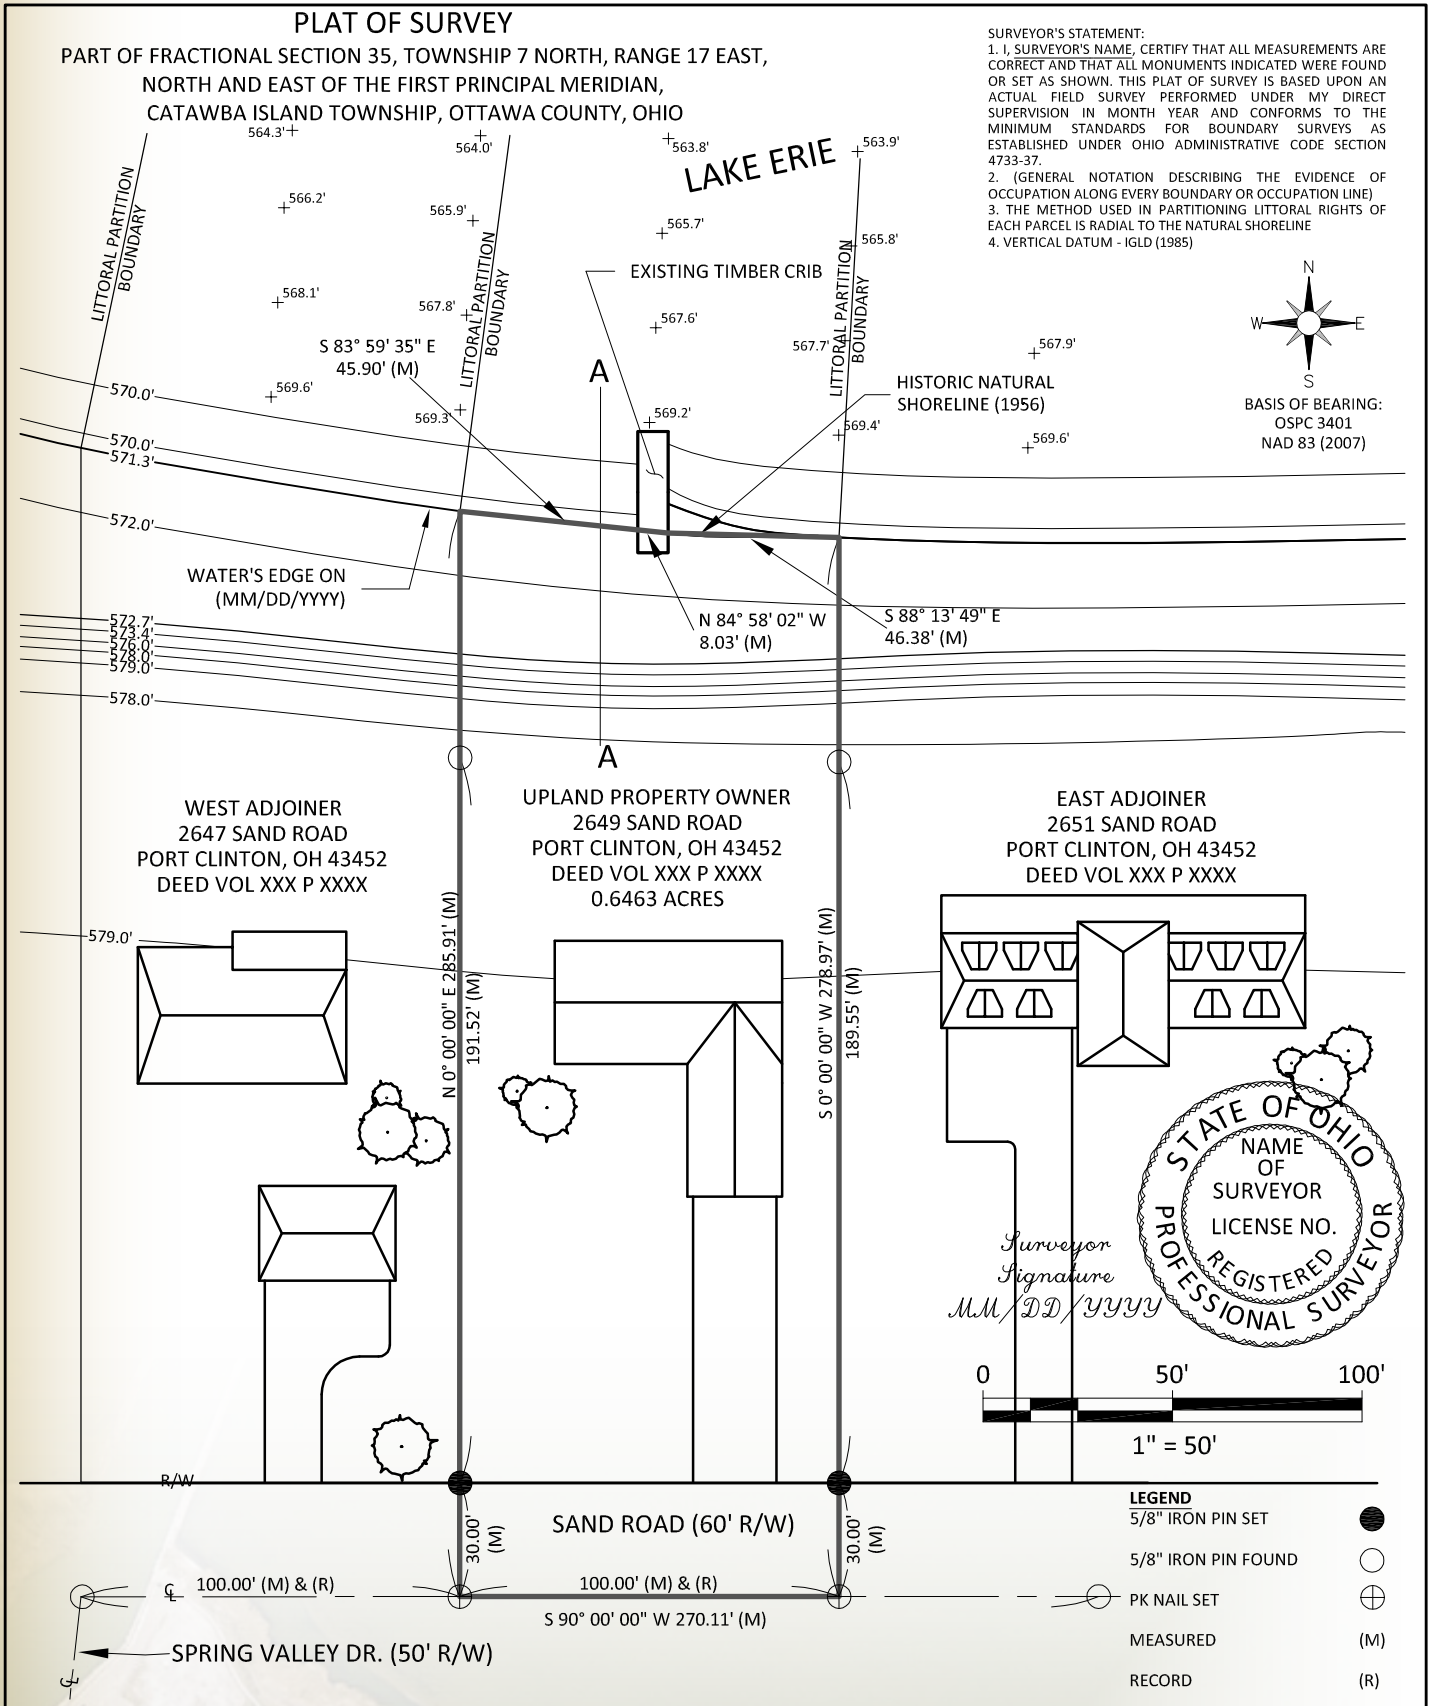 PLAT OF SURVEY
PART OF FRACTIONAL SECTION 35, TOWNSHIP 7 NORTH, RANGE 17 EAST,
NORTH AND EAST OF THE FIRST PRINCIPAL MERIDIAN,
CATAWBA ISLAND TOWNSHIP, OTTAWA COUNTY, OHIO
SURVEYOR'S STATEMENT:
1. I, SURVEYOR'S NAME, CERTIFY THAT ALL MEASUREMENTS ARE
CORRECT AND THAT ALL MONUMENTS INDICATED WERE FOUND
OR SET AS SHOWN. THIS PLAT OF SURVEY IS BASED UPON AN
ACTUAL FIELD SURVEY PERFORMED UNDER MY DIRECT
SUPERVISION IN MONTH YEAR AND CONFORMS TO THE
MINIMUM STANDARDS FOR BOUNDARY SURVEYS AS
ESTABLISHED UNDER OHIO ADMINISTRATIVE CODE SECTION
4733-37.
2. (GENERAL NOTATION DESCRIBING THE EVIDENCE OF
OCCUPATION ALONG EVERY BOUNDARY OR OCCUPATION LINE)
3. THE METHOD USED IN PARTITIONING LITTORAL RIGHTS OF
EACH PARCEL IS RADIAL TO THE NATURAL SHORELINE
4. VERTICAL DATUM - IGLD (1985)
564.3'
564.0'
563.8'
563.9'
LAKE ERIE
566.2'
565.9'
565.7'
565.8'
568.1'
567.8'
567.6'
567.7'
567.9'
569.6'
569.3'
569.2'
569.4'
569.6'
LITTORAL PARTITION
BOUNDARY
LITTORAL PARTITION
BOUNDARY
LITTORAL PARTITION
BOUNDARY
EXISTING TIMBER CRIB
S 83° 59' 35" E
45.90' (M)
A
HISTORIC NATURAL
SHORELINE (1956)
N
W
E
S
BASIS OF BEARING:
OSPC 3401
NAD 83 (2007)
570.0'
570.0'
571.3'
572.0'
WATER'S EDGE ON
(MM/DD/YYYY)
N 84° 58' 02" W
8.03' (M)
S 88° 13' 49" E
46.38' (M)
572.7'
573.4'
576.0'
578.0'
579.0'
578.0'
A
WEST ADJOINER
2647 SAND ROAD
PORT CLINTON, OH 43452
DEED VOL XXX P XXXX
UPLAND PROPERTY OWNER
2649 SAND ROAD
PORT CLINTON, OH 43452
DEED VOL XXX P XXXX
0.6463 ACRES
EAST ADJOINER
2651 SAND ROAD
PORT CLINTON, OH 43452
DEED VOL XXX P XXXX
579.0'
N 0° 00' 00" E 285.91' (M)
191.52' (M)
S 0° 00' 00" W 278.97' (M)
189.55' (M)
STATE OF OHIO
NAME
OF
SURVEYOR
LICENSE NO.
REGISTERED
PROFESSIONAL SURVEYOR
Surveyor
Signature
MM/DD/YYYY
0 50' 100'
1" = 50'
R/W
SAND ROAD (60' R/W)
30.00'
(M)
30.00'
(M)
℄ 100.00' (M) & (R)
100.00' (M) & (R)
S 90° 00' 00" W 270.11' (M)
SPRING VALLEY DR. (50' R/W)
℄
LEGEND
5/8" IRON PIN SET
5/8" IRON PIN FOUND
PK NAIL SET
MEASURED (M)
RECORD (R)